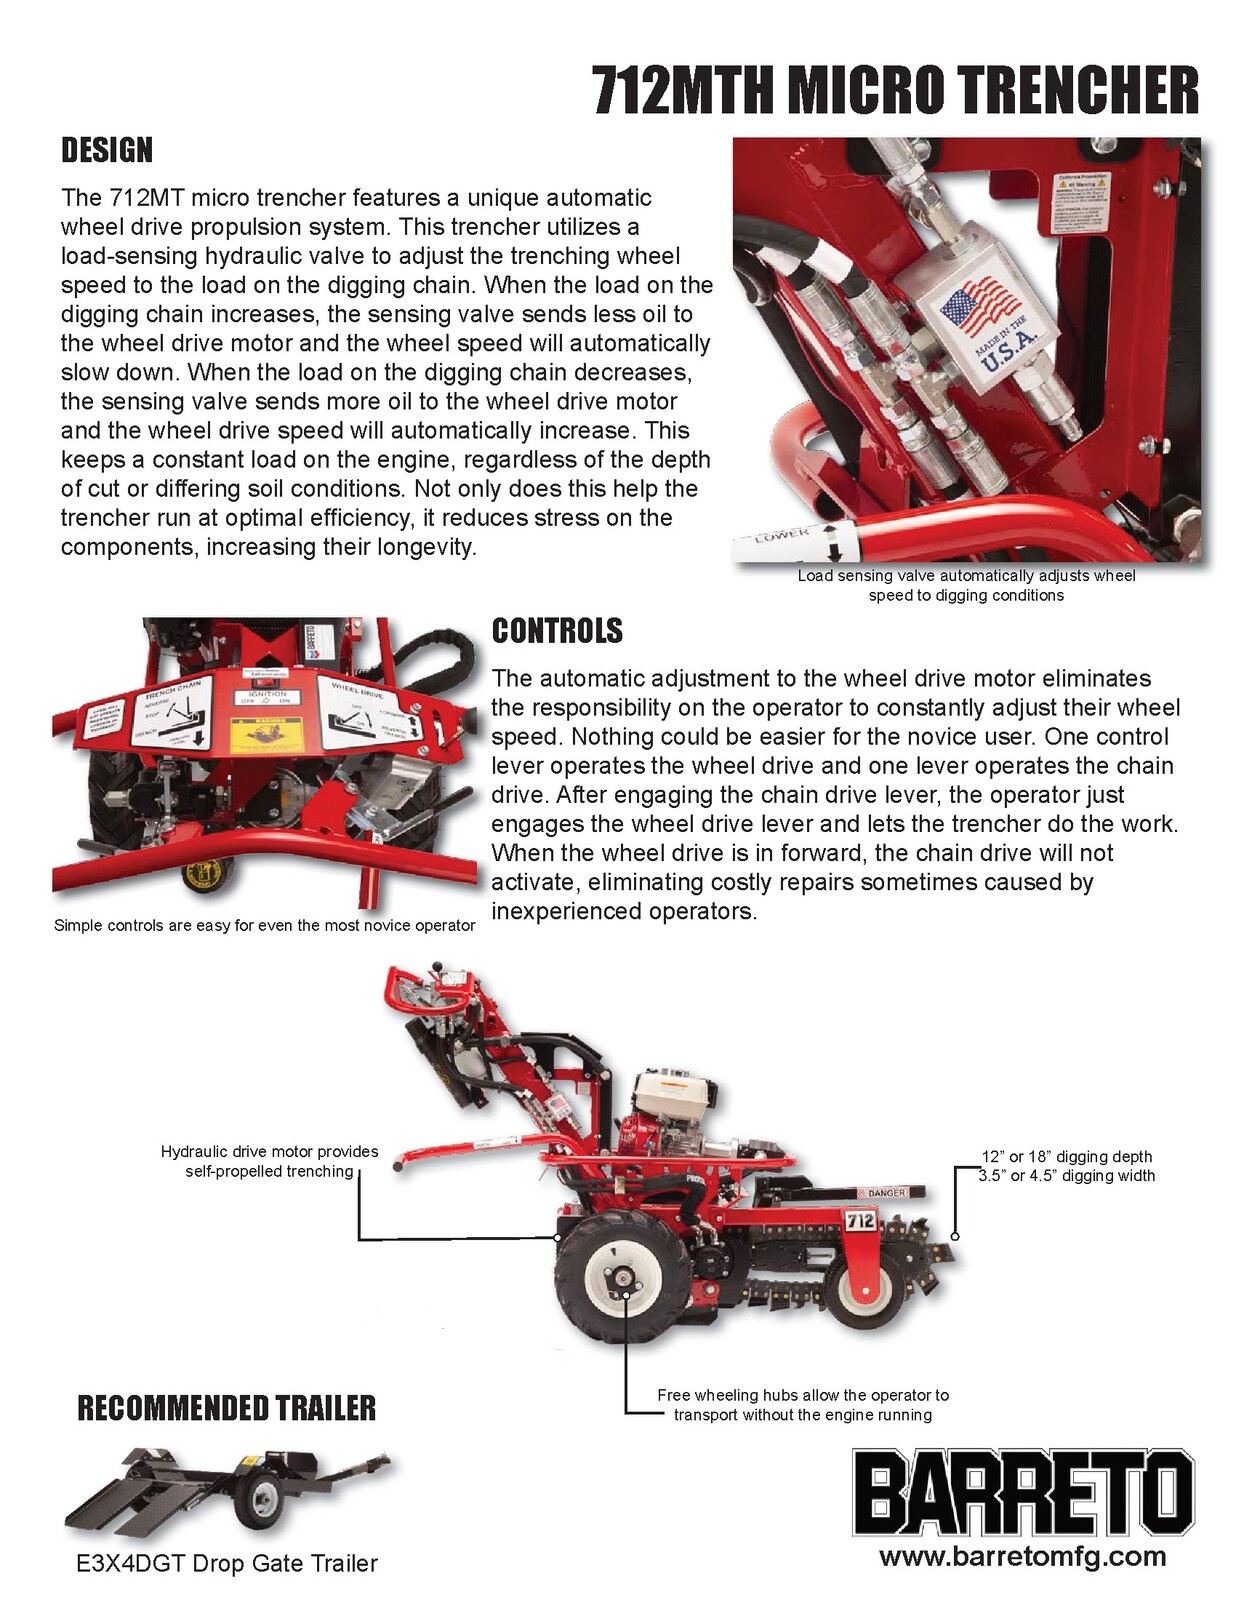 712MTH MICRO TRENCHER
DESIGN
The 712MT micro trencher features a unique automatic
wheel drive propulsion system. This trencher utilizes a
load-sensing hydraulic valve to adjust the trenching wheel
speed to the load on the digging chain. When the load on the
digging chain increases, the sensing valve sends less oil to
the wheel drive motor and the wheel speed will automatically
slow down. When the load on the digging chain decreases,
the sensing valve sends more oil to the wheel drive motor
and the wheel drive speed will automatically increase. This
keeps a constant load on the engine, regardless of the depth
of cut or differing soil conditions. Not only does this help the
trencher run at optimal efficiency, it reduces stress on the
components, increasing their longevity.
California Proposition
65 Warning
MADE IN THE
U.S.A.
LOWER
Load sensing valve automatically adjusts wheel
speed to digging conditions
BARRETO
TRENCH CHAIN
REVERSE
STOP
TRENCH
IGNITION
OFF ON
WARNING
WHEEL DRIVE
OFF
ON
FORWARD
REVERSE
TRENCH
Simple controls are easy for even the most novice operator
CONTROLS
The automatic adjustment to the wheel drive motor eliminates
the responsibility on the operator to constantly adjust their wheel
speed. Nothing could be easier for the novice user. One control
lever operates the wheel drive and one lever operates the chain
drive. After engaging the chain drive lever, the operator just
engages the wheel drive lever and lets the trencher do the work.
When the wheel drive is in forward, the chain drive will not
activate, eliminating costly repairs sometimes caused by
inexperienced operators.
Hydraulic drive motor provides
self-propelled trenching
12” or 18” digging depth
3.5” or 4.5” digging width
DANGER
712
Free wheeling hubs allow the operator to
transport without the engine running
RECOMMENDED TRAILER
E3X4DGT Drop Gate Trailer
BARRETO
www.barretomfg.com